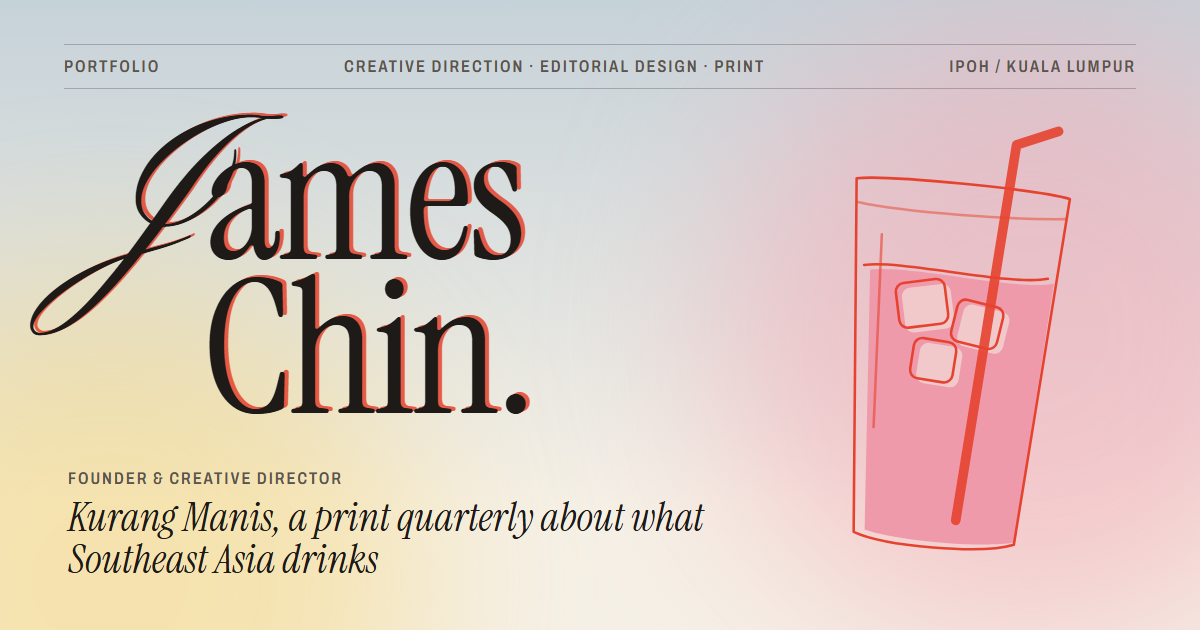 PORTFOLIO
CREATIVE DIRECTION · EDITORIAL DESIGN · PRINT
IPOH / KUALA LUMPUR
James
Chin.
FOUNDER & CREATIVE DIRECTOR
Kurang Manis, a print quarterly about what
Southeast Asia drinks